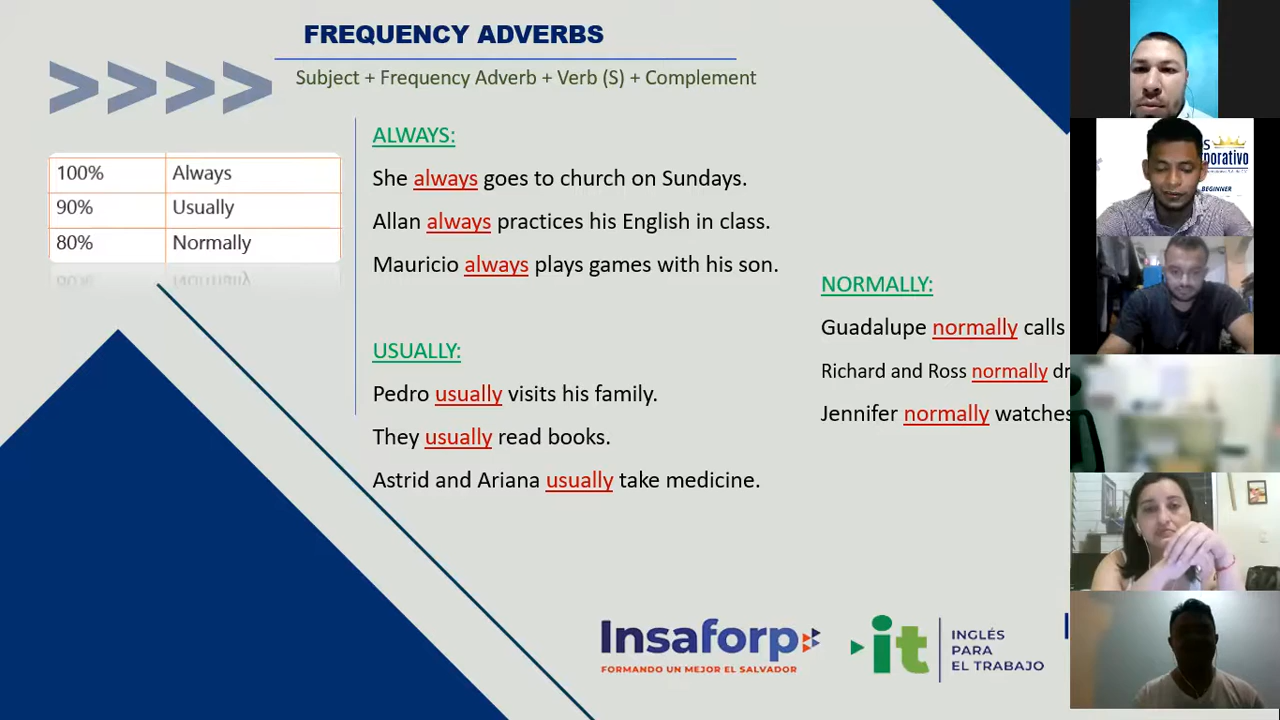 FREQUENCY ADVERBS
Subject + Frequency Adverb + Verb (S) + Complement
100% Always
90% Usually
80% Normally
ALWAYS:
She always goes to church on Sundays.
Allan always practices his English in class.
Mauricio always plays games with his son.
USUALLY:
Pedro usually visits his family.
They usually read books.
Astrid and Ariana usually take medicine.
NORMALLY:
Guadalupe normally calls
Richard and Ross normally
Jennifer normally watches
Insaforp
FORMANDO UN MEJOR EL SALVADOR
it
INGLÉS
PARA
EL TRABAJO
BEGINNER